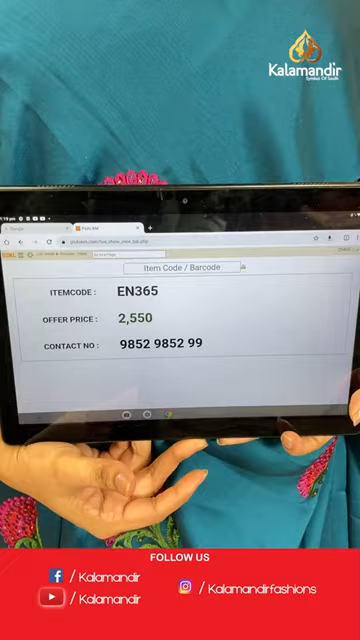 Kalamandir
Symbol Of South
Google
Item Code / Barcode
ITEMCODE : EN365
OFFER PRICE : 2,550
CONTACT NO : 9852 9852 99
FOLLOW US
/ Kalamandir
/ Kalamandirfashions
/ Kalamandir